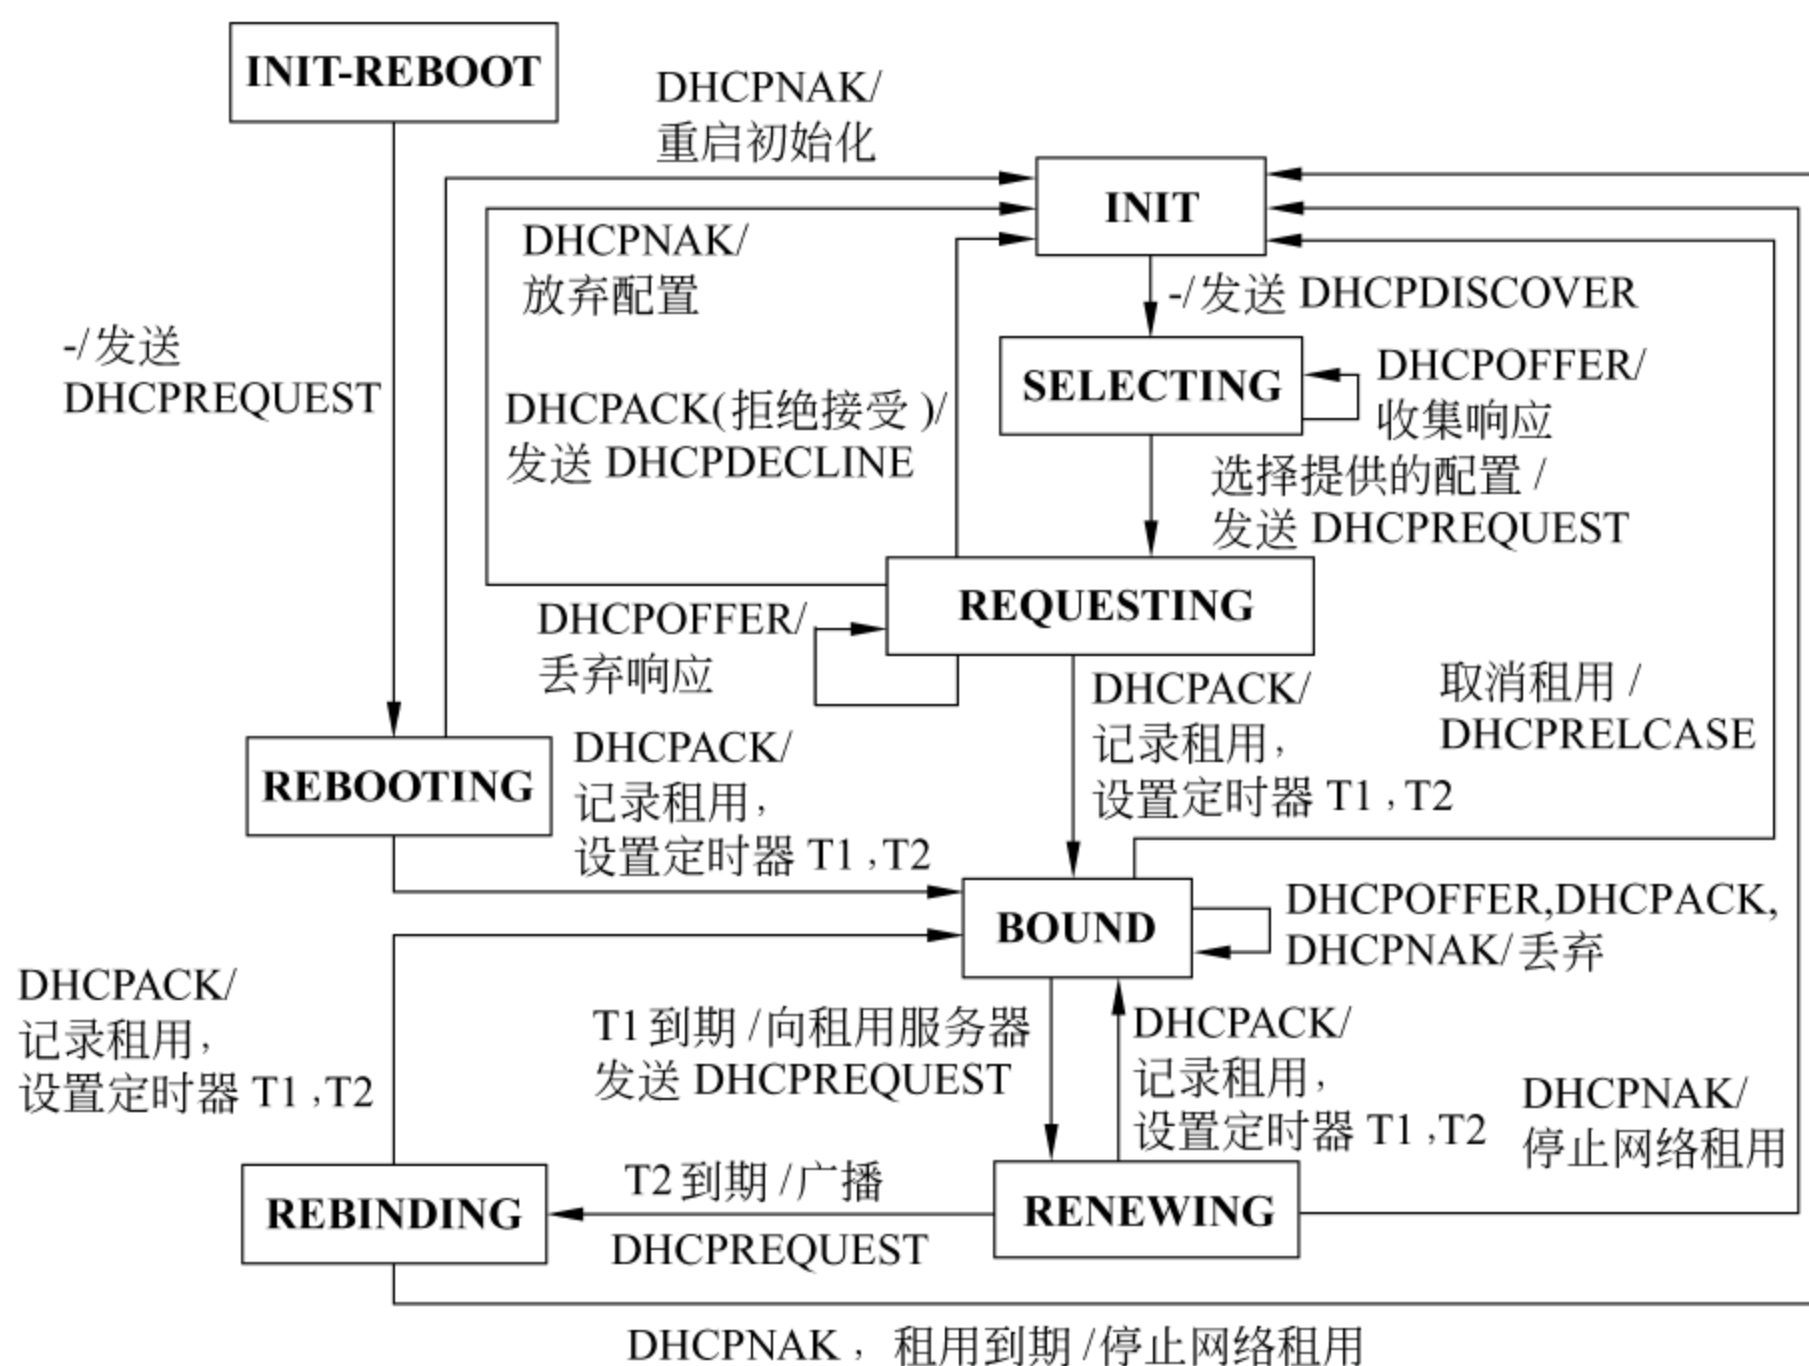 INIT-REBOOT
DHCPNAK/
重启初始化
INIT
DHCPNAK/
放弃配置
-/发送 DHCPDISCOVER
-/发送
DHCPREQUEST
SELECTING
DHCPOFFER/
收集响应
DHCPACK(拒绝接受)/
发送 DHCPDECLINE
选择提供的配置/
发送 DHCPREQUEST
REQUESTING
DHCPOFFER/
丢弃响应
DHCPACK/
记录租用,
设置定时器 T1,T2
取消租用/
DHCPRELCASE
REBOOTING
DHCPACK/
记录租用,
设置定时器 T1,T2
BOUND
DHCPOFFER,DHCPACK,
DHCPNAK/丢弃
DHCPACK/
记录租用,
设置定时器 T1,T2
T1到期/向租用服务器
发送 DHCPREQUEST
DHCPACK/
记录租用,
设置定时器 T1,T2
DHCPNAK/
停止网络租用
REBINDING
T2到期/广播
DHCPREQUEST
RENEWING
DHCPNAK, 租用到期/停止网络租用